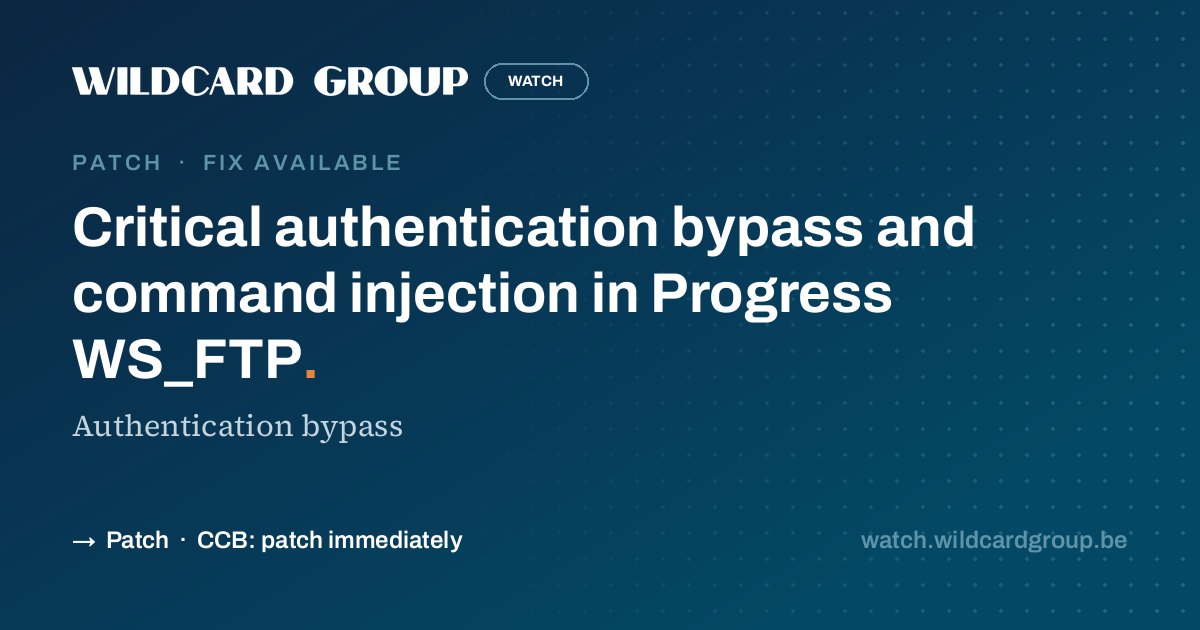 WILDCARD GROUP WATCH
PATCH · FIX AVAILABLE
Critical authentication bypass and
command injection in Progress
WS_FTP.
Authentication bypass
→ Patch · CCB: patch immediately
watch.wildcardgroup.be